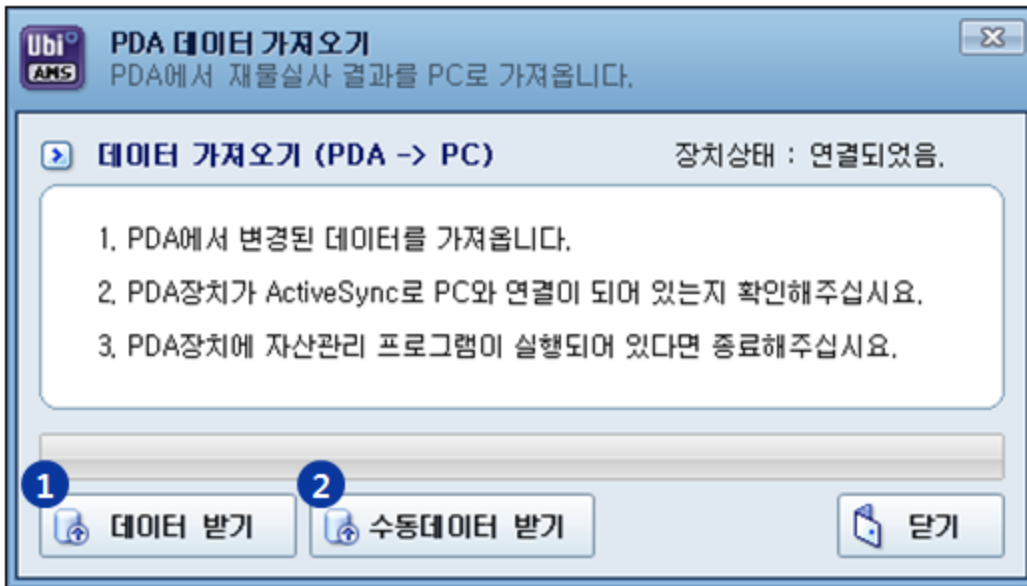 Ubi
AMS
PDA 데이터 가져오기
PDA에서 재물실사 결과를 PC로 가져옵니다.
데이터 가져오기 (PDA -> PC)
장치상태 : 연결되었음.
1. PDA에서 변경된 데이터를 가져옵니다.
2. PDA장치가 ActiveSync로 PC와 연결이 되어 있는지 확인해주십시요.
3. PDA장치에 자산관리 프로그램이 실행되어 있다면 종료해주십시요.
1
데이터 받기
2
수동데이터 받기
닫기